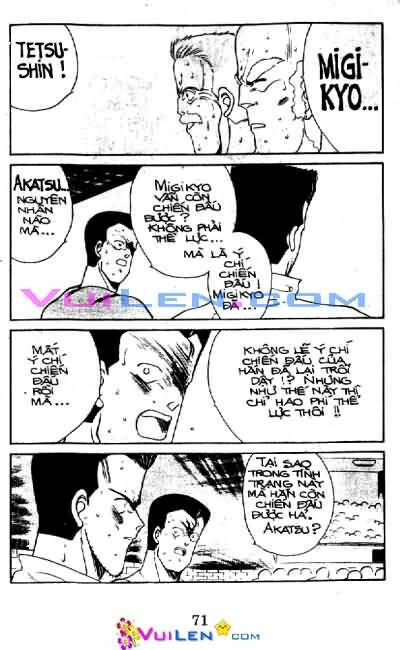 TETSU-
SHIN !
MIGI-
KYO...
AKATSU...
NGUYÊN
NHÂN
NÀO
MÀ...
MIGIKYO
VẪN CÒN
CHIẾN ĐẤU
ĐƯỢC ?
KHÔNG PHẢI
THỂ LỰC...
MÀ LÀ Ý
CHÍ
CHIẾN
ĐẤU !
MIGIKYO
ĐÃ...
VUILEN.COM
MẤT
Ý CHÍ
CHIẾN
ĐẤU
RỒI
MÀ...
KHÔNG LẼ Ý CHÍ
CHIẾN ĐẤU CỦA
HẮN ĐÃ LẠI TRỖI
DẬY !? NHƯNG
NHƯ THẾ NÀY THÌ
CHỈ HAO PHÍ THỂ
LỰC THÔI !!
TẠI SAO
TRONG TÌNH
TRẠNG NÀY
MÀ HẮN CÒN
CHIẾN ĐẤU
ĐƯỢC HẢ.
AKATSU ?
71
VUILEN.COM